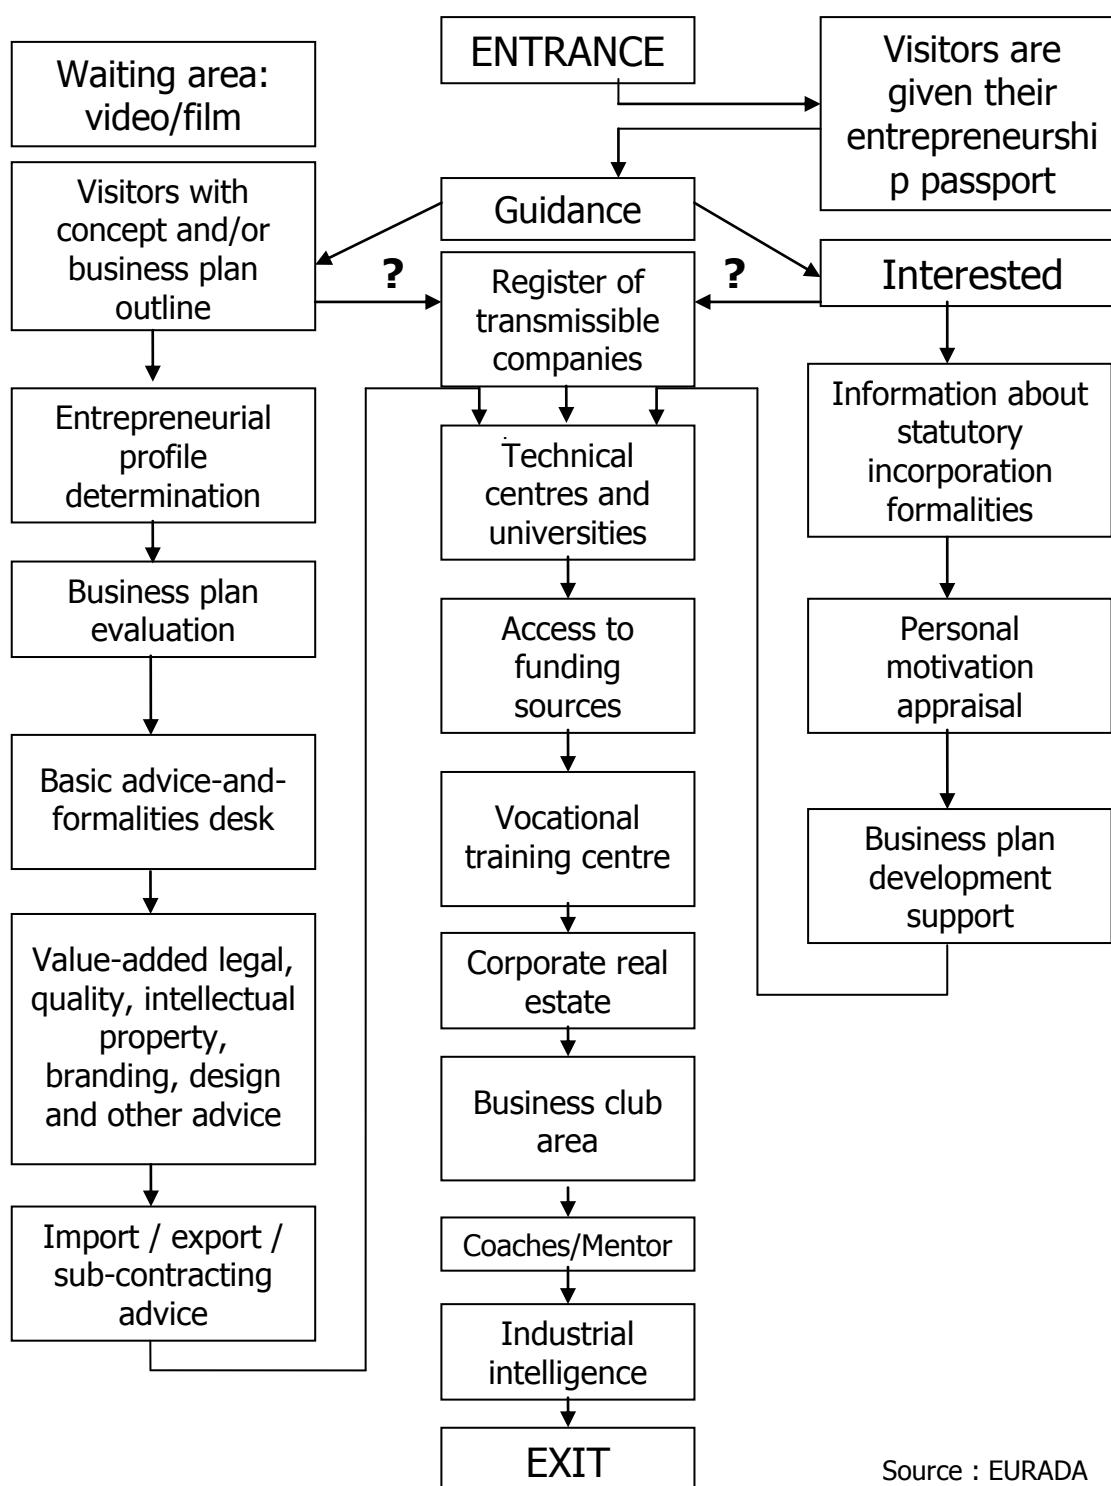 ENTRANCE
Visitors are
given their
entrepreneurshi
p passport
Waiting area:
video/film
Guidance
Visitors with
concept and/or
business plan
outline
?
Register of
transmissible
companies
?
Interested
Entrepreneurial
profile
determination
Technical
centres and
universities
Information about
statutory
incorporation
formalities
Business plan
evaluation
Access to
funding
sources
Personal
motivation
appraisal
Basic advice-and-
formalities desk
Vocational
training centre
Business plan
development
support
Value-added legal,
quality, intellectual
property,
branding, design
and other advice
Corporate real
estate
Business club
area
Import / export /
sub-contracting
advice
Coaches/Mentor
Industrial
intelligence
EXIT
Source : EURADA